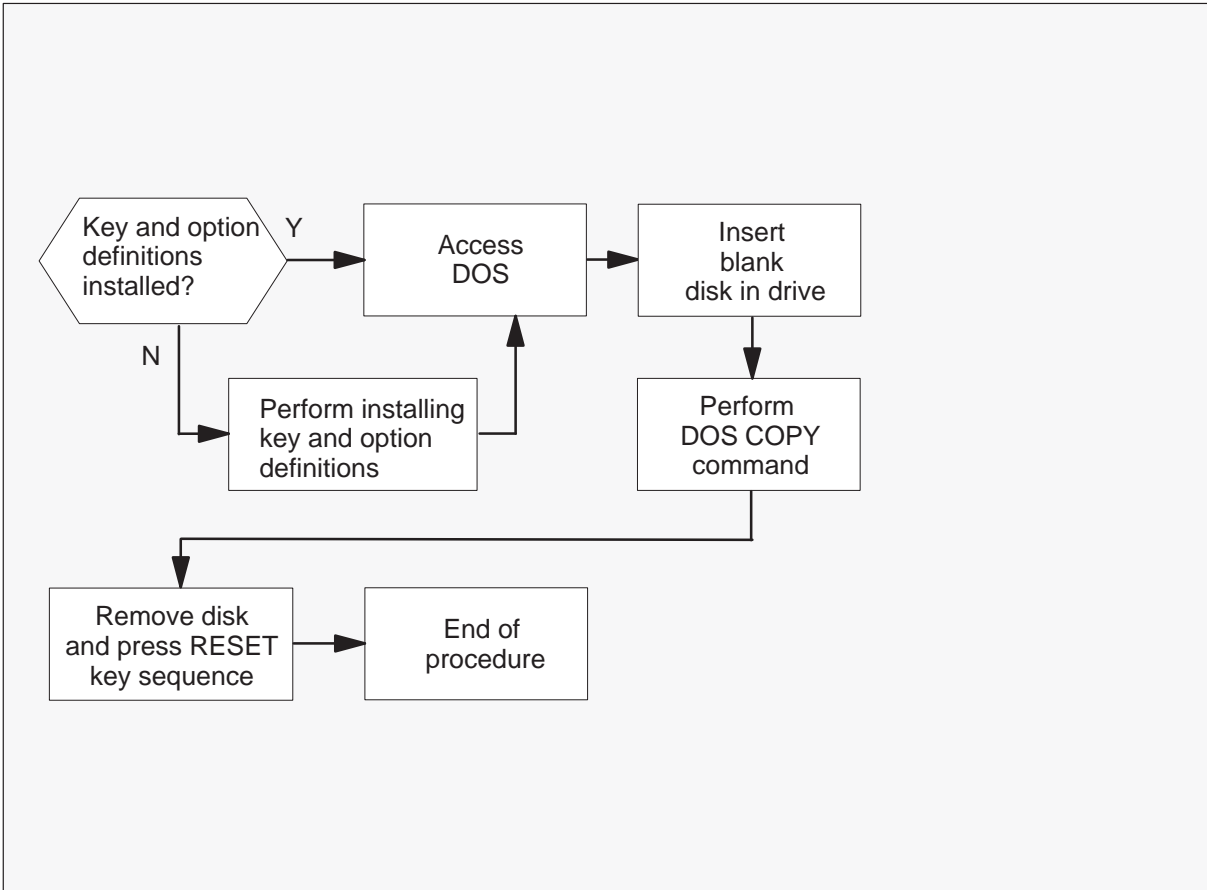 Key and option
definitions
installed?
Y
Access
DOS
Insert
blank
disk in drive
N
Perform installing
key and option
definitions
Perform
DOS COPY
command
Remove disk
and press RESET
key sequence
End of
procedure